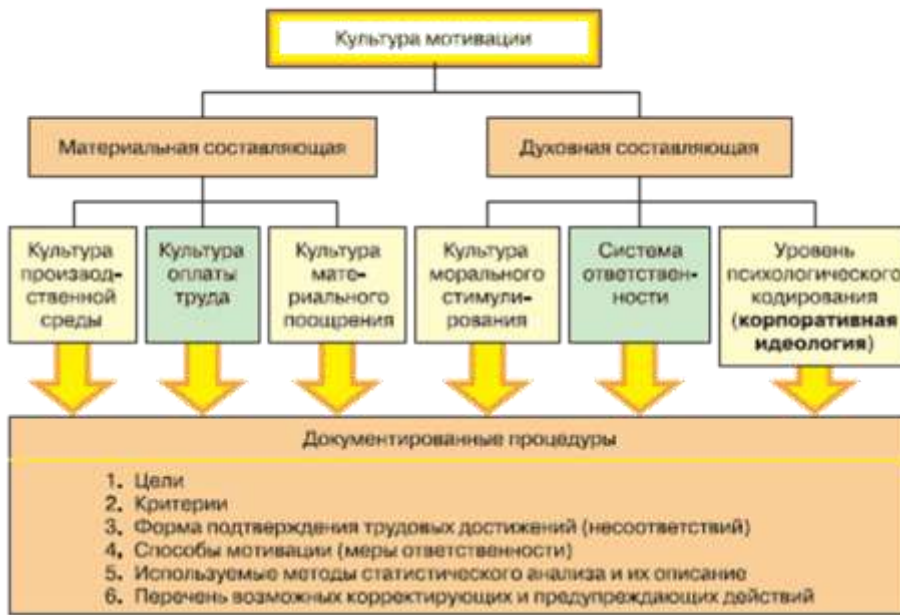 Культура мотивации
Материальная составляющая
Духовная составляющая
Культура
производ-
ственной
среды
Культура
оплаты
труда
Культура
мате-
риального
поощрения
Культура
морального
стимули-
рования
Система
ответствен-
ности
Уровень
психологического
кодирования
(корпоративная
идеология)
Документированные процедуры
1. Цели
2. Критерии
3. Форма подтверждения трудовых достижений (несоответствий)
4. Способы мотивации (меры ответственности)
5. Используемые методы статистического анализа и их описание
6. Перечень возможных корректирующих и предупреждающих действий